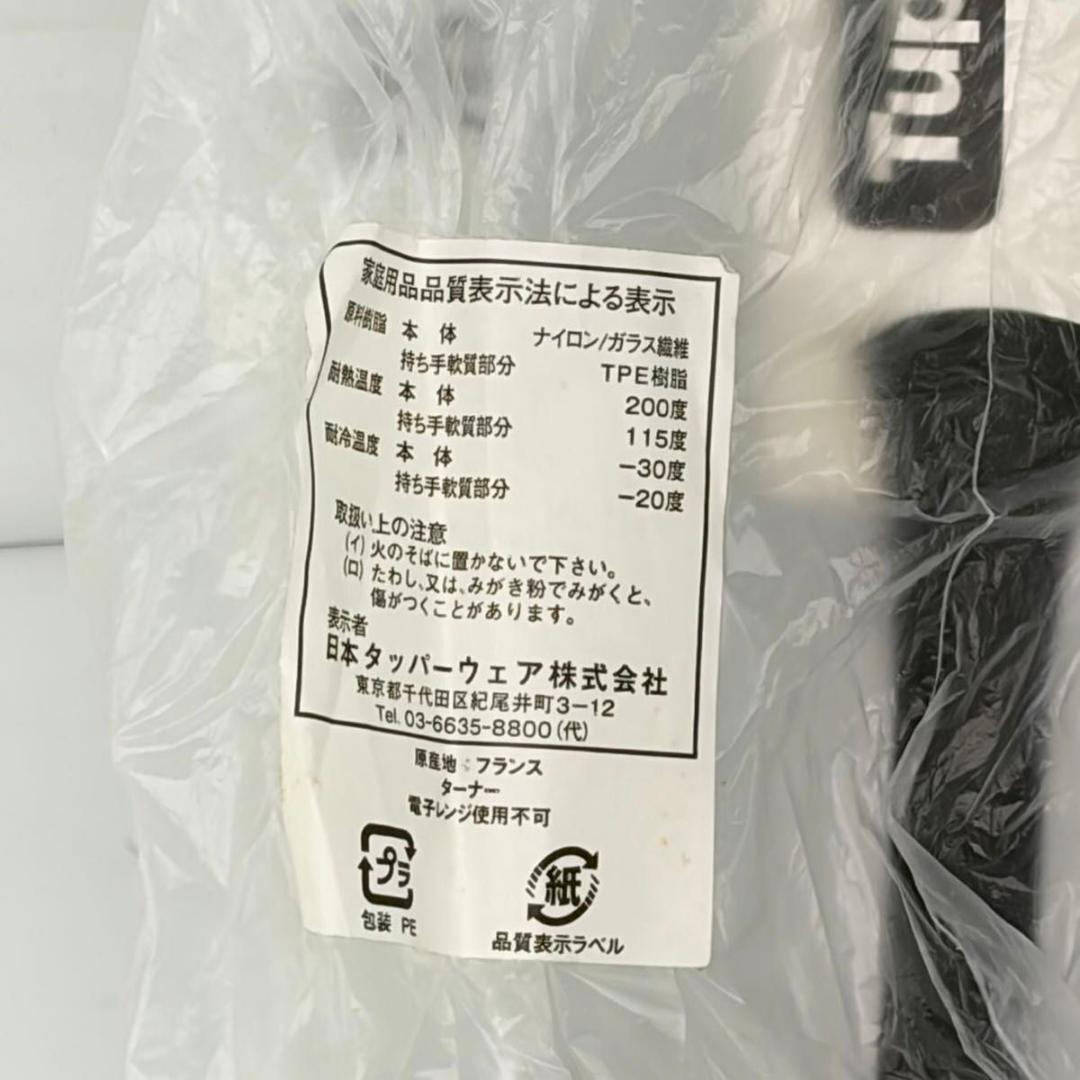 Tup
家庭用品品質表示法による表示
原料樹脂 本 体 ナイロン/ガラス繊維
持ち手軟質部分 TPE樹脂
耐熱温度 本 体 200度
持ち手軟質部分 115度
耐冷温度 本 体 −30度
持ち手軟質部分 −20度
取扱い上の注意
(イ) 火のそばに置かないで下さい。
(ロ) たわし、又は、みがき粉でみがくと、
傷がつくことがあります。
表示者
日本タッパーウェア株式会社
東京都千代田区紀尾井町3−12
Tel. 03-6635-8800 (代)
原産地:フランス
ターナー
電子レンジ使用不可
プラ
包装 PE
紙
品質表示ラベル